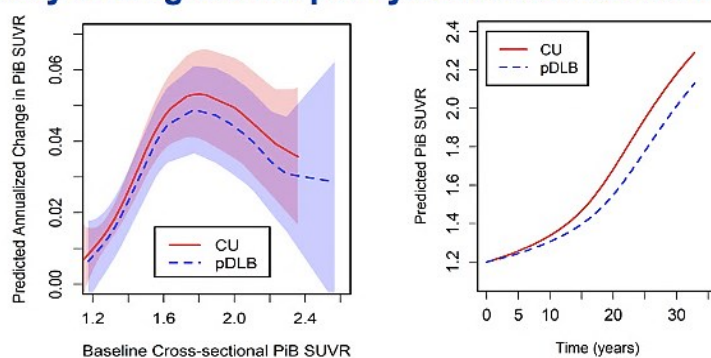 Predicted Annualized Change in PiB SUVR
0.06
0.04
0.02
0.00
CU
pDLB
1.2
1.6
2.0
2.4
Baseline Cross-sectional PiB SUVR
Predicted PiB SUVR
2.4
2.2
2.0
1.8
1.6
1.4
1.2
CU
pDLB
0
5
10
20
30
Time (years)